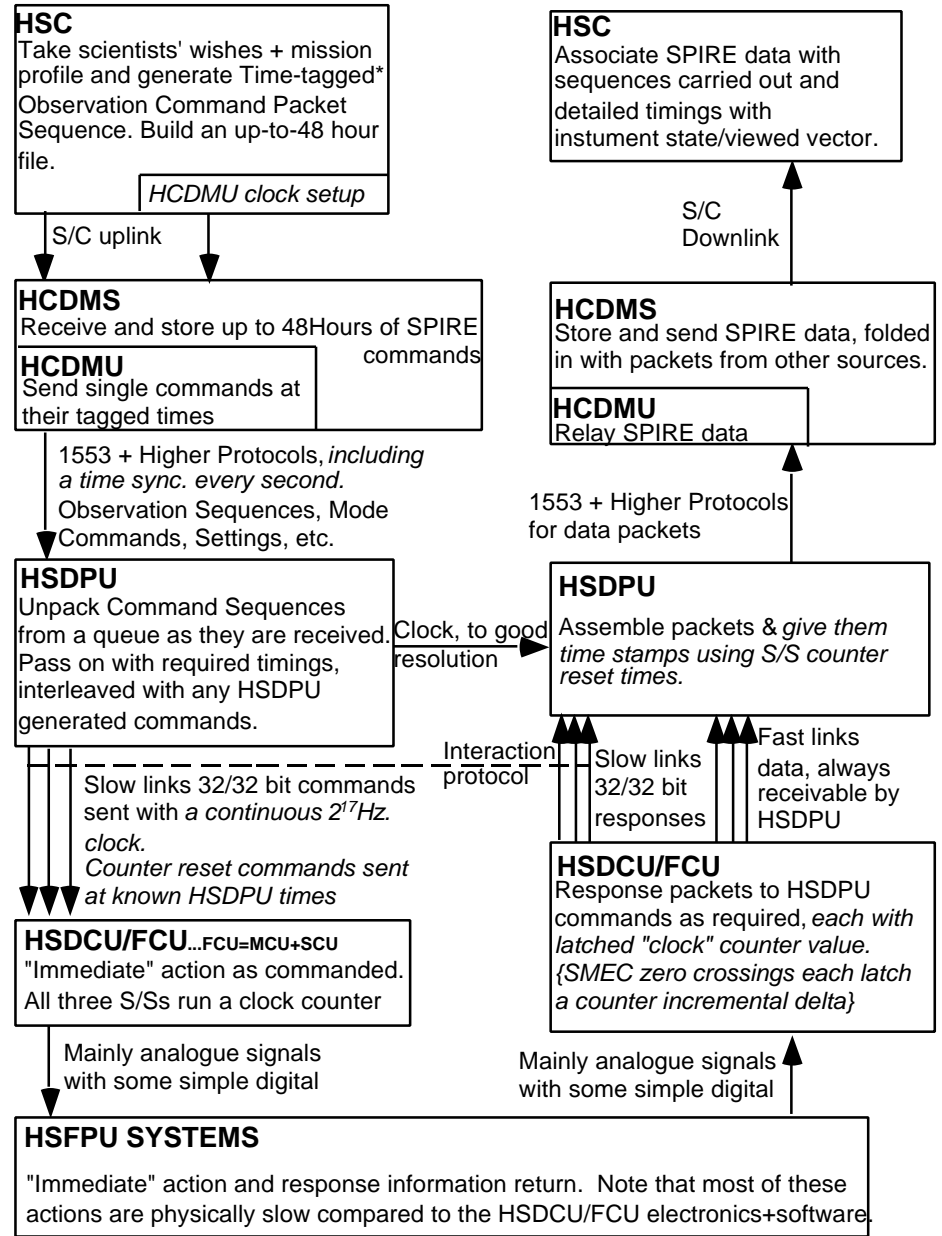 HSC
Take scientists' wishes + mission
profile and generate Time-tagged*
Observation Command Packet
Sequence. Build an up-to-48 hour
file.
HCDMU clock setup
S/C uplink
HCDMS
Receive and store up to 48Hours of SPIRE
commands
HCDMU
Send single commands at
their tagged times
1553 + Higher Protocols, including
a time sync. every second.
Observation Sequences, Mode
Commands, Settings, etc.
HSDPU
Unpack Command Sequences
from a queue as they are received.
Pass on with required timings,
interleaved with any HSDPU
generated commands.
Clock, to good
resolution
Slow links 32/32 bit commands
sent with a continuous 2¹⁷Hz.
clock.
Counter reset commands sent
at known HSDPU times
Interaction
protocol
HSDCU/FCU...FCU=MCU+SCU
"Immediate" action as commanded.
All three S/Ss run a clock counter
Mainly analogue signals
with some simple digital
HSFPU SYSTEMS
"Immediate" action and response information return. Note that most of these
actions are physically slow compared to the HSDCU/FCU electronics+software.
HSC
Associate SPIRE data with
sequences carried out and
detailed timings with
instument state/viewed vector.
S/C
Downlink
HCDMS
Store and send SPIRE data, folded
in with packets from other sources.
HCDMU
Relay SPIRE data
1553 + Higher Protocols
for data packets
HSDPU
Assemble packets & give them
time stamps using S/S counter
reset times.
Slow links
32/32 bit
responses
Fast links
data, always
receivable by
HSDPU
HSDCU/FCU
Response packets to HSDPU
commands as required, each with
latched "clock" counter value.
{SMEC zero crossings each latch
a counter incremental delta}
Mainly analogue signals
with some simple digital